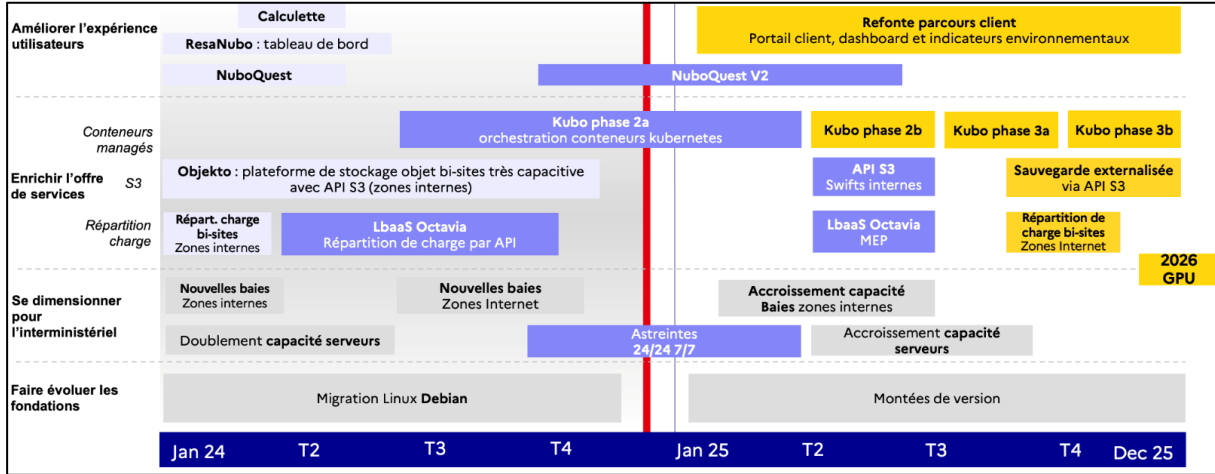 Améliorer l’expérience
utilisateurs
Calculette
ResaNubo : tableau de bord
NuboQuest
NuboQuest V2
Refonte parcours client
Portail client, dashboard et indicateurs environnementaux
Enrichir l’offre
de services
Conteneurs
managés
Kubo phase 2a
orchestration conteneurs kubernetes
Kubo phase 2b
Kubo phase 3a
Kubo phase 3b
S3
Objekto : plateforme de stockage objet bi-sites très capacitive
avec API S3 (zones internes)
API S3
Swifts internes
Sauvegarde externalisée
via API S3
Répartition
charge
Répart. charge
bi-sites
Zones internes
LbaaS Octavia
Répartition de charge par API
LbaaS Octavia
MEP
Répartition de
charge bi-sites
Zones Internet
2026
GPU
Se dimensionner
pour
l’interministériel
Nouvelles baies
Zones internes
Nouvelles baies
Zones Internet
Accroissement capacité
Baies zones internes
Doublement capacité serveurs
Astreintes
24/24 7/7
Accroissement capacité
serveurs
Faire évoluer les
fondations
Migration Linux Debian
Montées de version
Jan 24
T2
T3
T4
Jan 25
T2
T3
T4
Dec 25